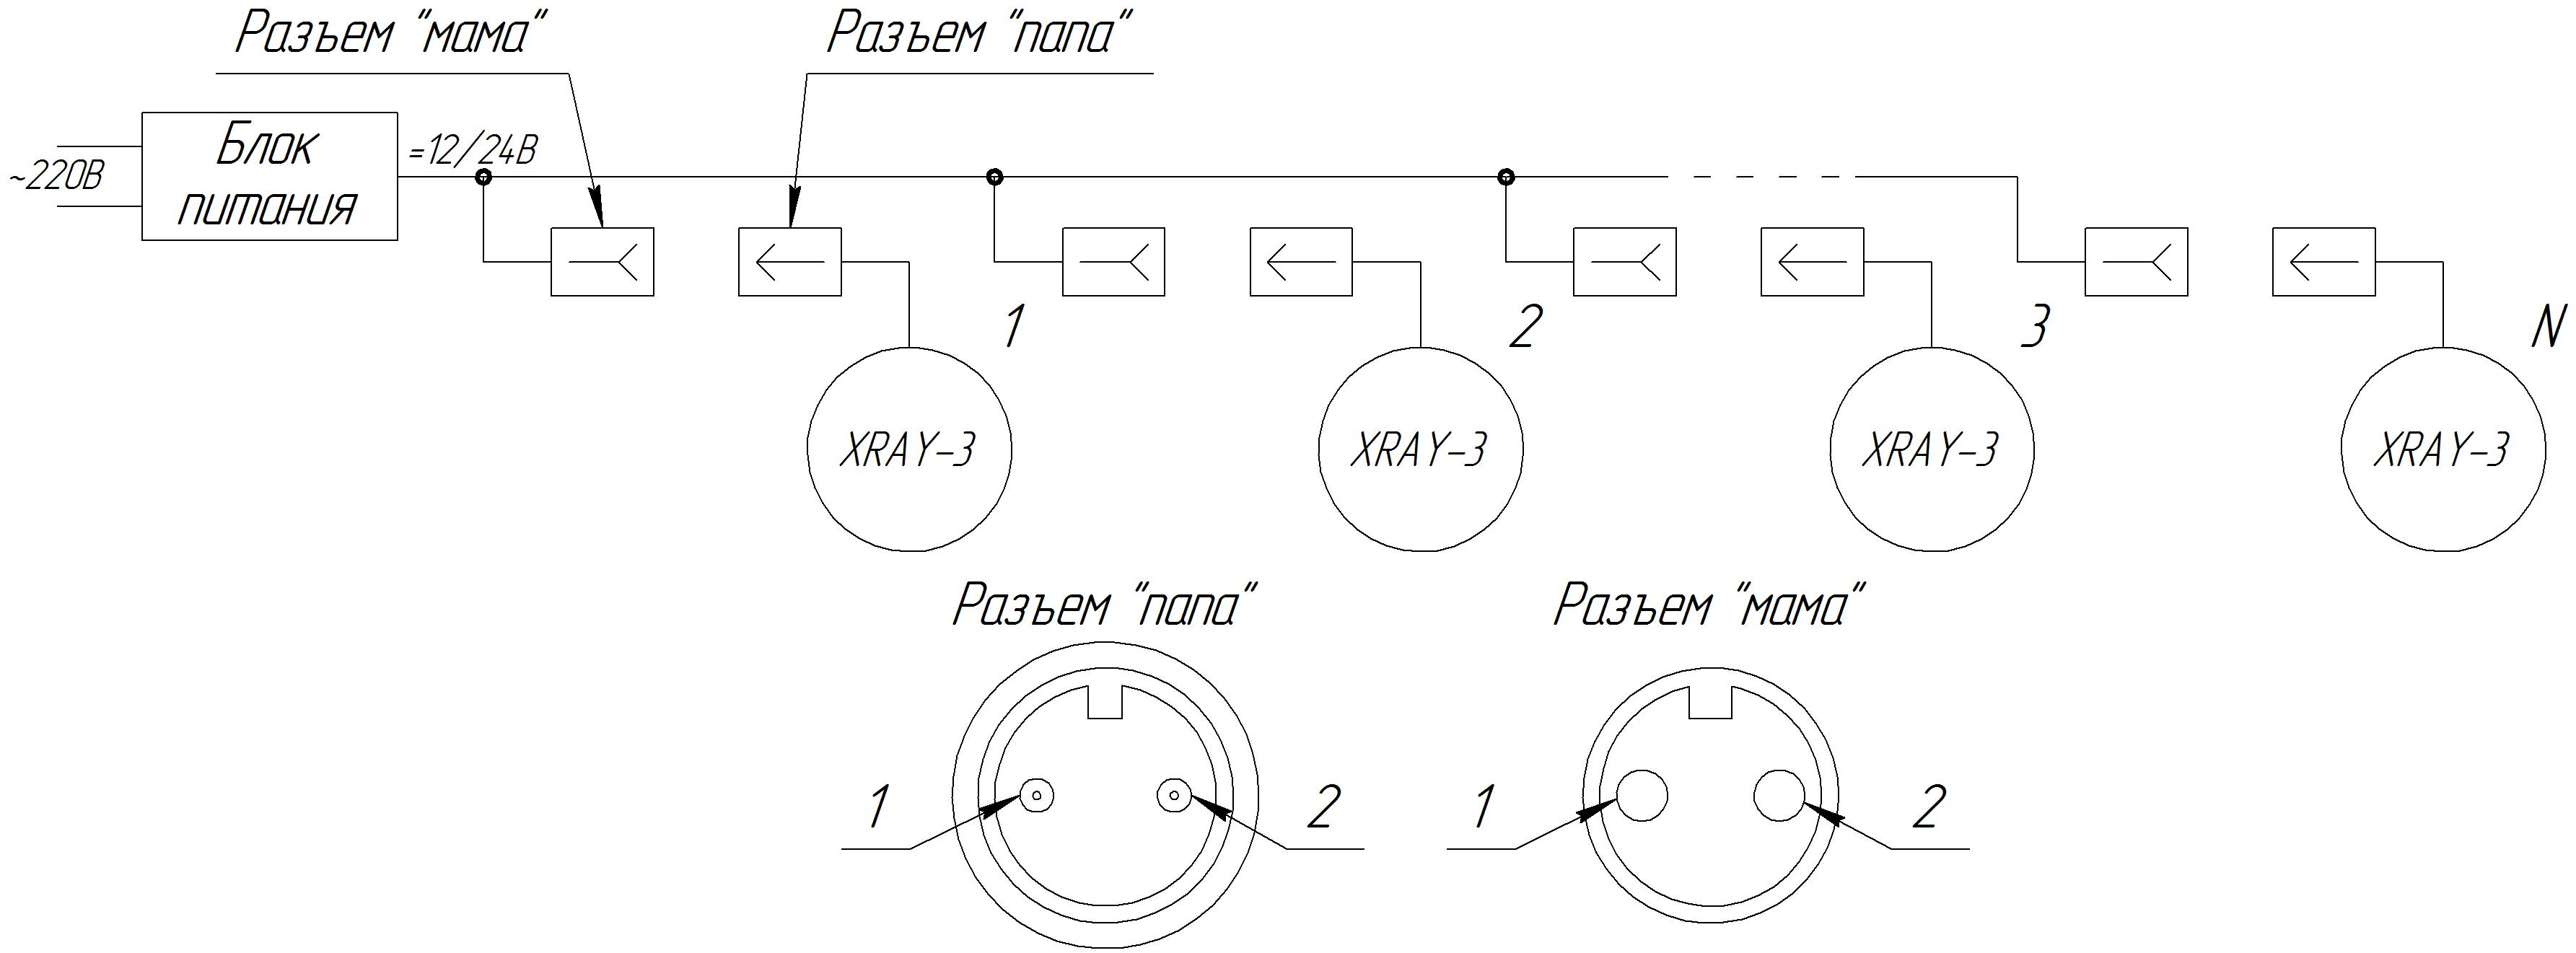 Разъем "мама"
Разъем "папа"
~220В
Блок
питания
=12/24В
1
2
3
N
XRAY-3
XRAY-3
XRAY-3
XRAY-3
Разъем "папа"
Разъем "мама"
1
2
1
2